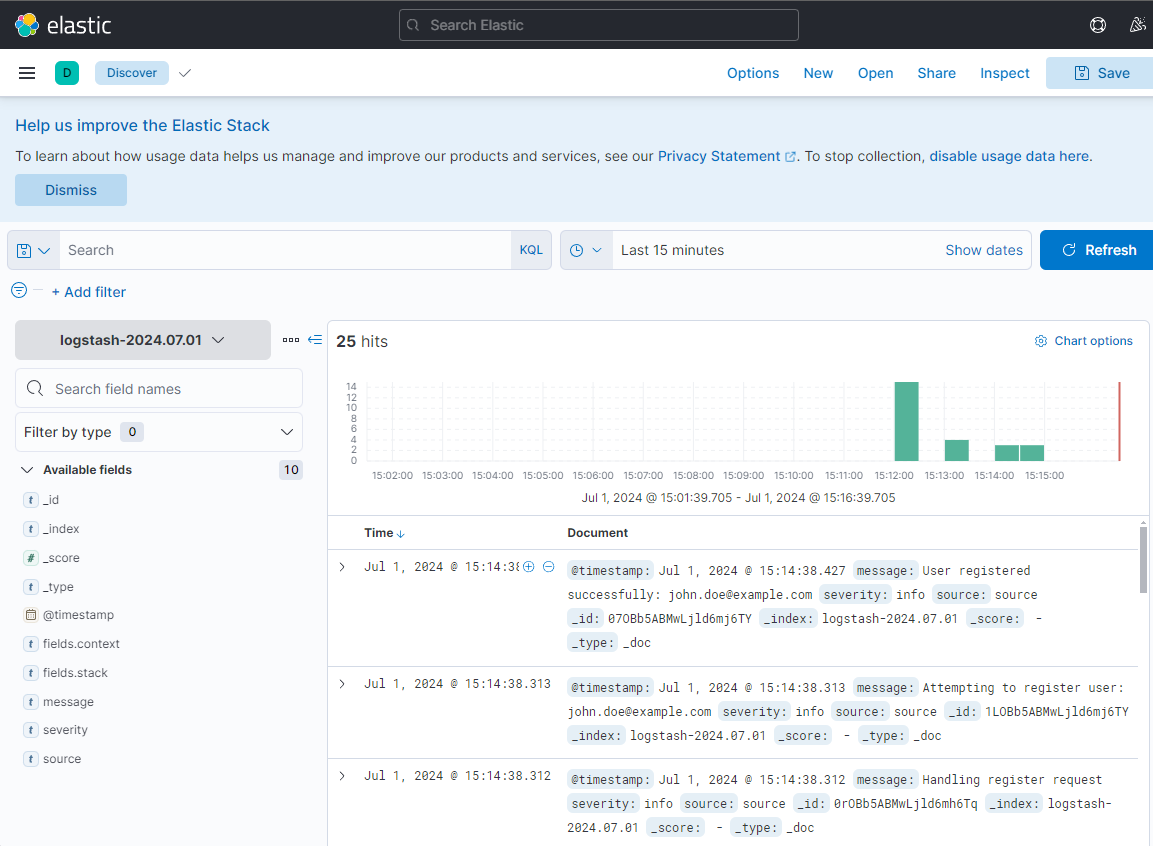 elastic
Search Elastic
D
Discover
Options
New
Open
Share
Inspect
Save
Help us improve the Elastic Stack
To learn about how usage data helps us manage and improve our products and services, see our Privacy Statement. To stop collection, disable usage data here.
Dismiss
Search
KQL
Last 15 minutes
Show dates
Refresh
+ Add filter
logstash-2024.07.01
Search field names
Filter by type 0
Available fields 10
t _id
t _index
# _score
t _type
@timestamp
t fields.context
t fields.stack
t message
t severity
t source
25 hits
Chart options
14
12
10
8
6
4
2
0
15:02:00 15:03:00 15:04:00 15:05:00 15:06:00 15:07:00 15:08:00 15:09:00 15:10:00 15:11:00 15:12:00 15:13:00 15:14:00 15:15:00
Jul 1, 2024 @ 15:01:39.705 - Jul 1, 2024 @ 15:16:39.705
Time
Document
Jul 1, 2024 @ 15:14:38
@timestamp: Jul 1, 2024 @ 15:14:38.427 message: User registered
successfully: john.doe@example.com severity: info source: source
_id: 07OBb5ABMwLjld6mj6TY _index: logstash-2024.07.01 _score: -
_type: _doc
Jul 1, 2024 @ 15:14:38.313
@timestamp: Jul 1, 2024 @ 15:14:38.313 message: Attempting to register user:
john.doe@example.com severity: info source: source _id: 1LOBb5ABMwLjld6mj6TY
_index: logstash-2024.07.01 _score: - _type: _doc
Jul 1, 2024 @ 15:14:38.312
@timestamp: Jul 1, 2024 @ 15:14:38.312 message: Handling register request
severity: info source: source _id: 0rOBb5ABMwLjld6mh6Tq _index: logstash-
2024.07.01 _score: - _type: _doc